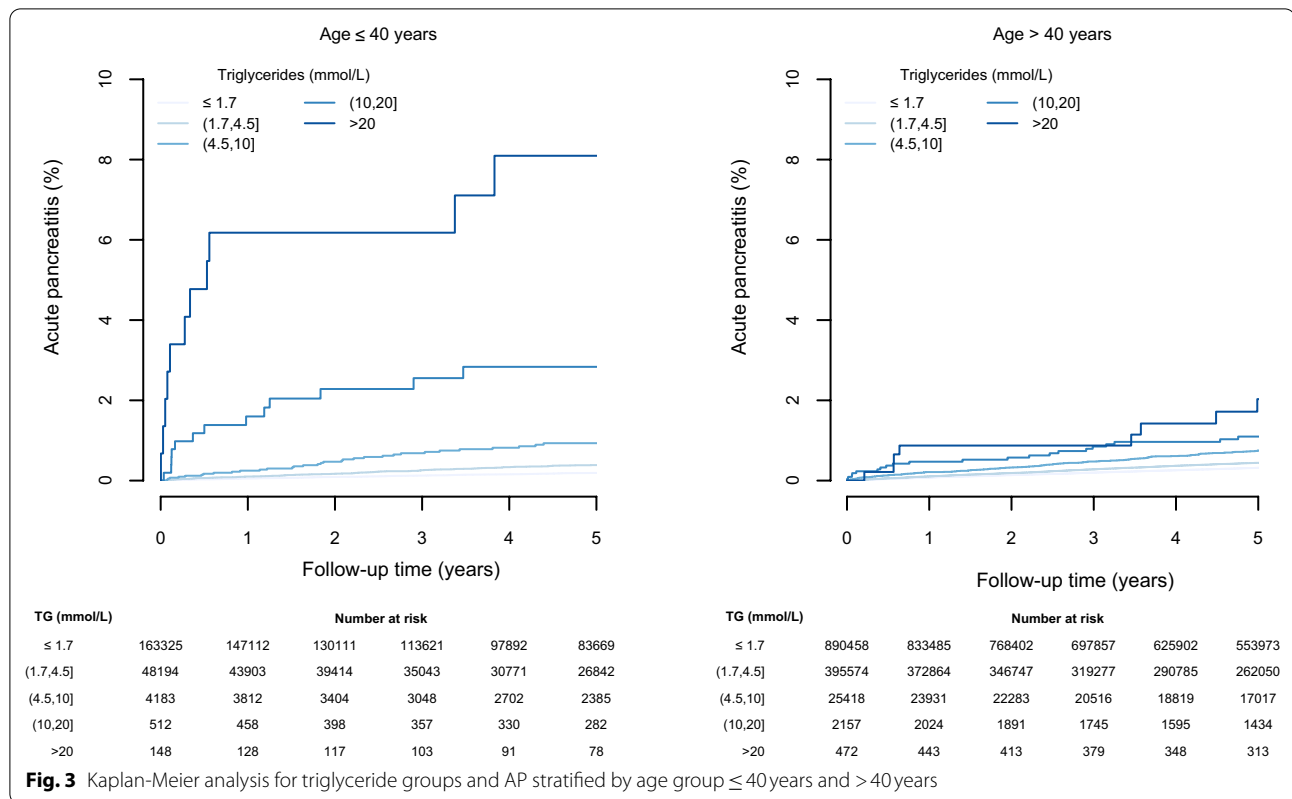 Age ≤ 40 years
Triglycerides (mmol/L)
≤ 1.7
(1.7,4.5]
(4.5,10]
(10,20]
>20
Acute pancreatitis (%)
10
8
6
4
2
0
0 1 2 3 4 5
Follow-up time (years)
TG (mmol/L) Number at risk
≤ 1.7 163325 147112 130111 113621 97892 83669
(1.7,4.5] 48194 43903 39414 35043 30771 26842
(4.5,10] 4183 3812 3404 3048 2702 2385
(10,20] 512 458 398 357 330 282
>20 148 128 117 103 91 78
Age > 40 years
Triglycerides (mmol/L)
≤ 1.7
(1.7,4.5]
(4.5,10]
(10,20]
>20
Acute pancreatitis (%)
10
8
6
4
2
0
0 1 2 3 4 5
Follow-up time (years)
TG (mmol/L) Number at risk
≤ 1.7 890458 833485 768402 697857 625902 553973
(1.7,4.5] 395574 372864 346747 319277 290785 262050
(4.5,10] 25418 23931 22283 20516 18819 17017
(10,20] 2157 2024 1891 1745 1595 1434
>20 472 443 413 379 348 313
Fig. 3 Kaplan-Meier analysis for triglyceride groups and AP stratified by age group ≤ 40 years and > 40 years